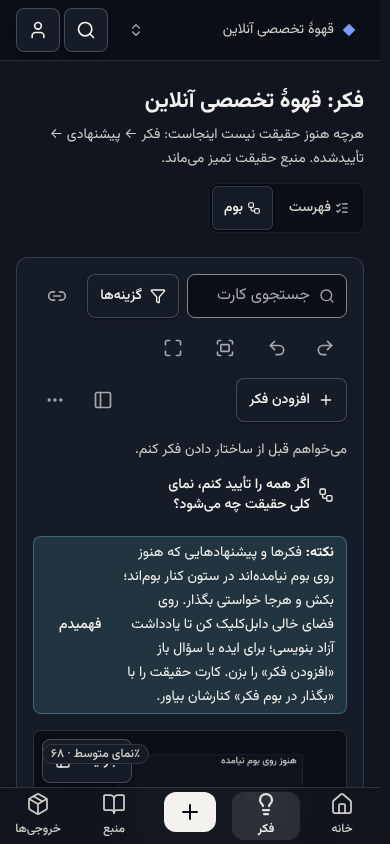 قهوهٔ تخصصی آنلاین
فکر: قهوهٔ تخصصی آنلاین
هرچه هنوز حقیقت نیست اینجاست: فکر ← پیشنهادی ←
تأییدشده. منبع حقیقت تمیز می‌ماند.
فهرست
بوم
جستجوی کارت
گزینه‌ها
افزودن فکر
می‌خواهم قبل از ساختار دادن فکر کنم.
اگر همه را تأیید کنم، نمای
کلی حقیقت چه می‌شود؟
نکته: فکرها و پیشنهادهایی که هنوز
روی بوم نیامده‌اند در ستون کنار بوم‌اند؛
بکش و هرجا خواستی بگذار. روی
فضای خالی دابل‌کلیک کن تا یادداشت
آزاد بنویسی؛ برای ایده یا سؤال باز
«افزودن فکر» را بزن. کارت حقیقت را با
«بگذار در بوم فکر» کنارشان بیاور.
فهمیدم
نمای متوسط · ۶۸٪
هنوز روی بوم نیامده
خانه
فکر
منبع
خروجی‌ها